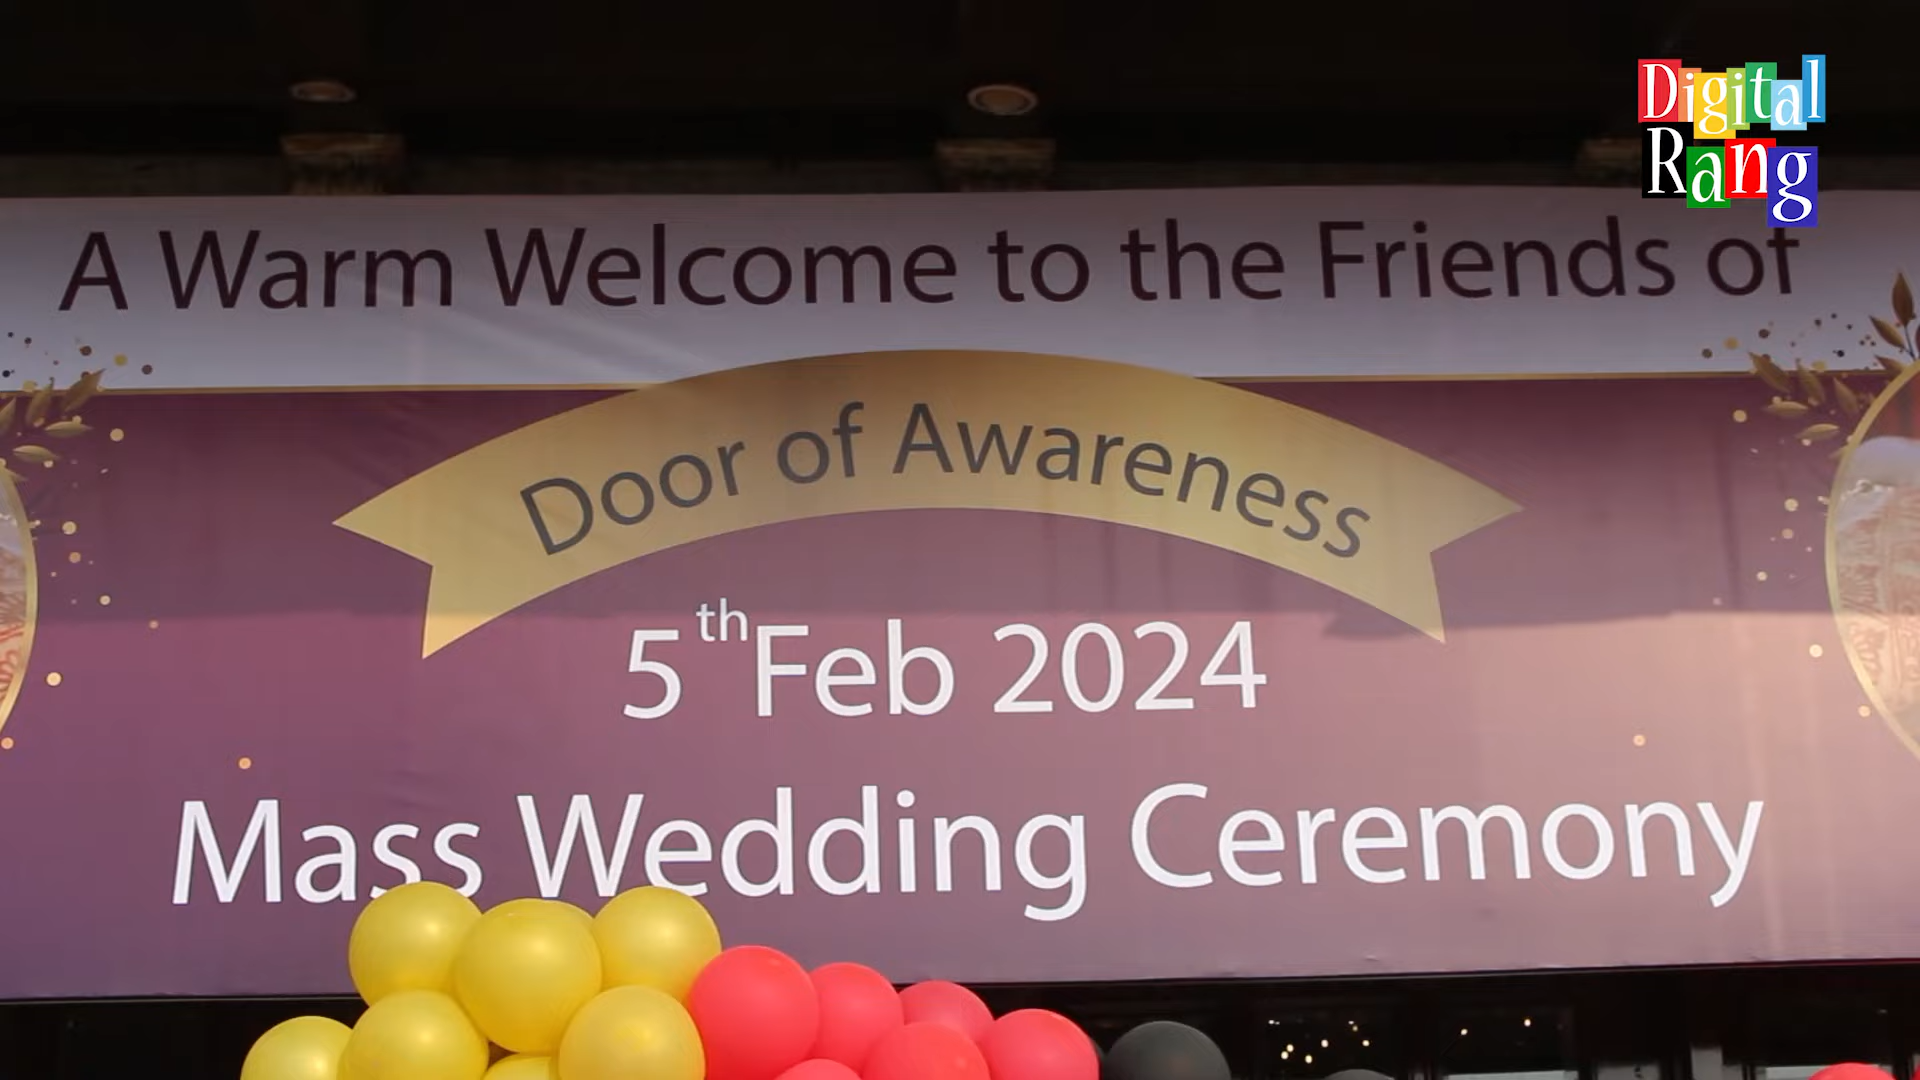 Digital
Rang
A Warm Welcome to the Friends of
Door of Awareness
5th Feb 2024
Mass Wedding Ceremony